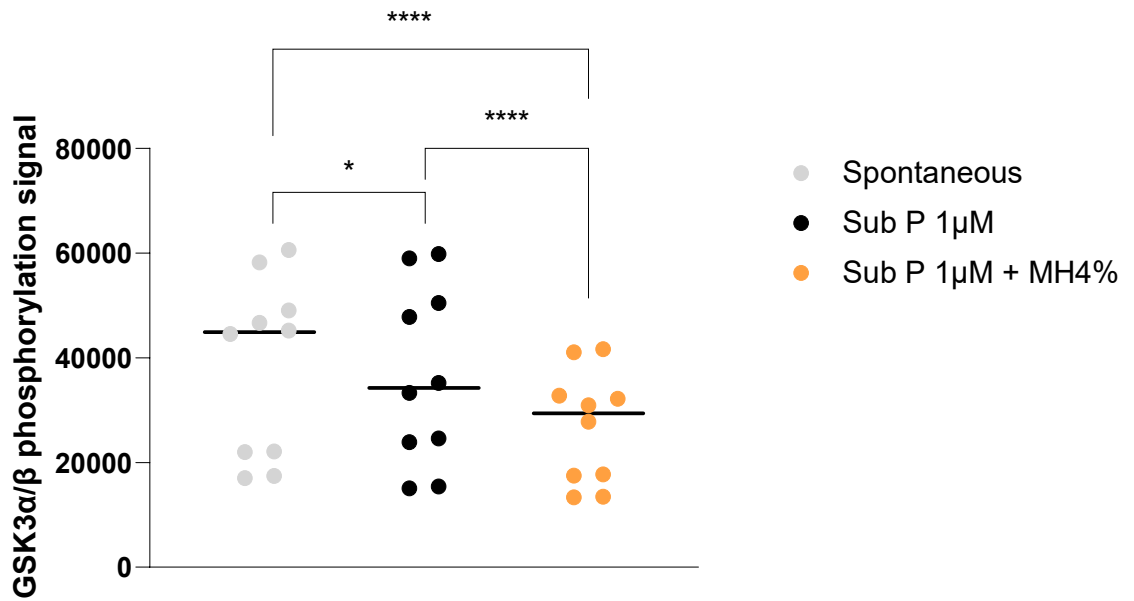 ****
****
*
GSK3α/β phosphorylation signal
80000
60000
40000
20000
0
Spontaneous
Sub P 1µM
Sub P 1µM + MH4%